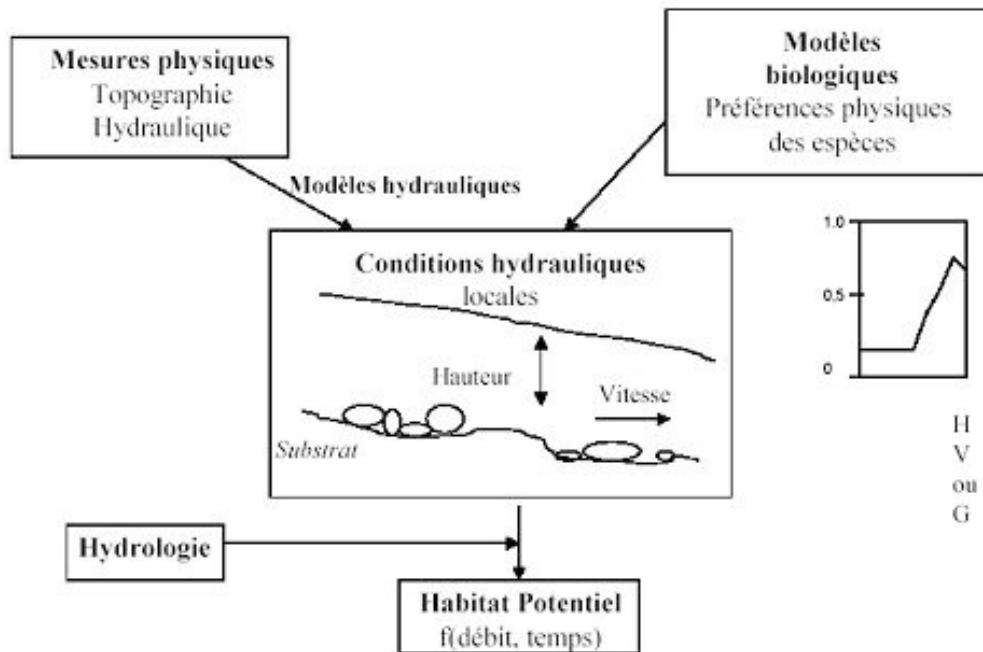 Mesures physiques
Topographie
Hydraulique
Modèles
biologiques
Préférences physiques
des espèces
Modèles hydrauliques
Conditions hydrauliques
locales
Hauteur
Vitesse
Substrat
1.0
0.5
0
H
V
ou
G
Hydrologie
Habitat Potentiel
f(débit, temps)